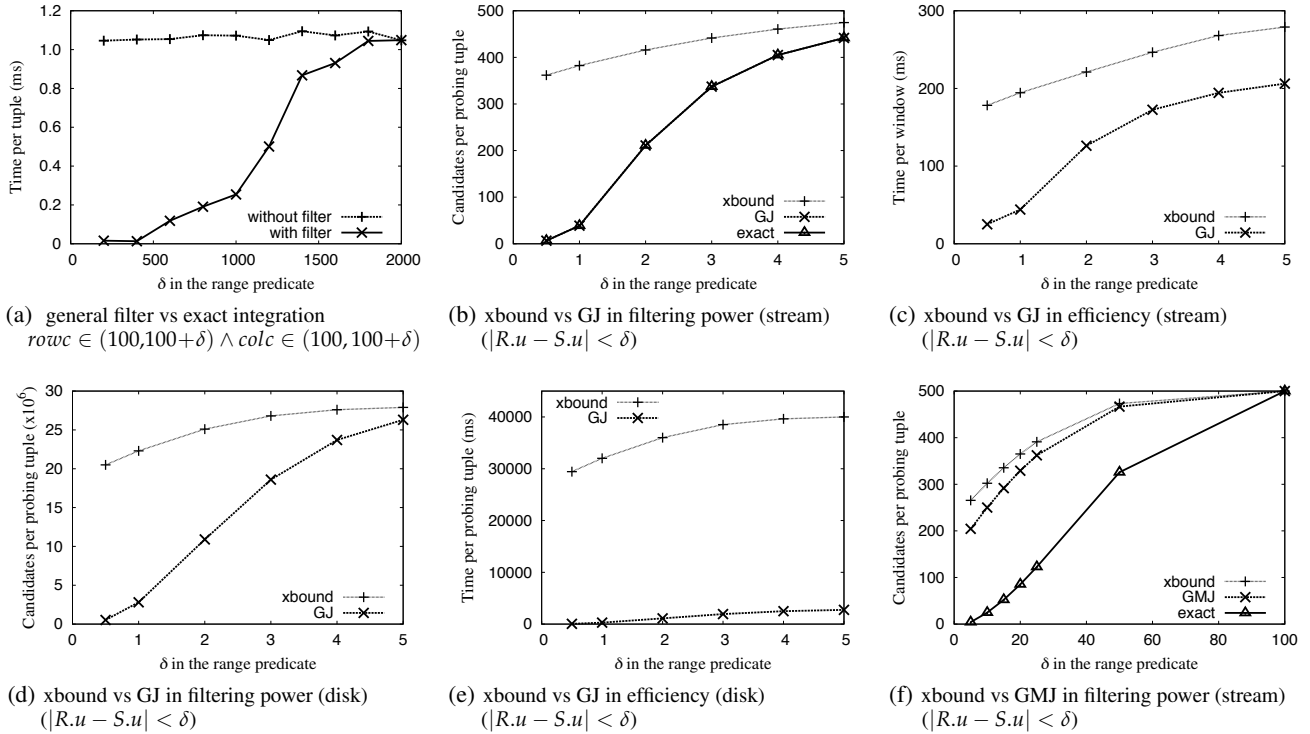 1.2
1.0
0.8
0.6
0.4
0.2
0
Time per tuple (ms)
without filter
with filter
500 1000 1500 2000
δ in the range predicate
(a) general filter vs exact integration
rowc ∈ (100,100+δ) ∧ colc ∈ (100, 100+δ)
500
400
300
200
100
0
Candidates per probing tuple
xbound
GJ
exact
0 1 2 3 4 5
δ in the range predicate
(b) xbound vs GJ in filtering power (stream)
(|R.u − S.u| < δ)
300
200
100
0
Time per window (ms)
xbound
GJ
0 1 2 3 4 5
δ in the range predicate
(c) xbound vs GJ in efficiency (stream)
(|R.u − S.u| < δ)
30
25
20
15
10
5
0
Candidates per probing tuple (x10⁶)
xbound
GJ
0 1 2 3 4 5
δ in the range predicate
(d) xbound vs GJ in filtering power (disk)
(|R.u − S.u| < δ)
40000
30000
20000
10000
0
Time per probing tuple (ms)
xbound
GJ
0 1 2 3 4 5
δ in the range predicate
(e) xbound vs GJ in efficiency (disk)
(|R.u − S.u| < δ)
500
400
300
200
100
0
Candidates per probing tuple
xbound
GMJ
exact
0 20 40 60 80 100
δ in the range predicate
(f) xbound vs GMJ in filtering power (stream)
(|R.u − S.u| < δ)